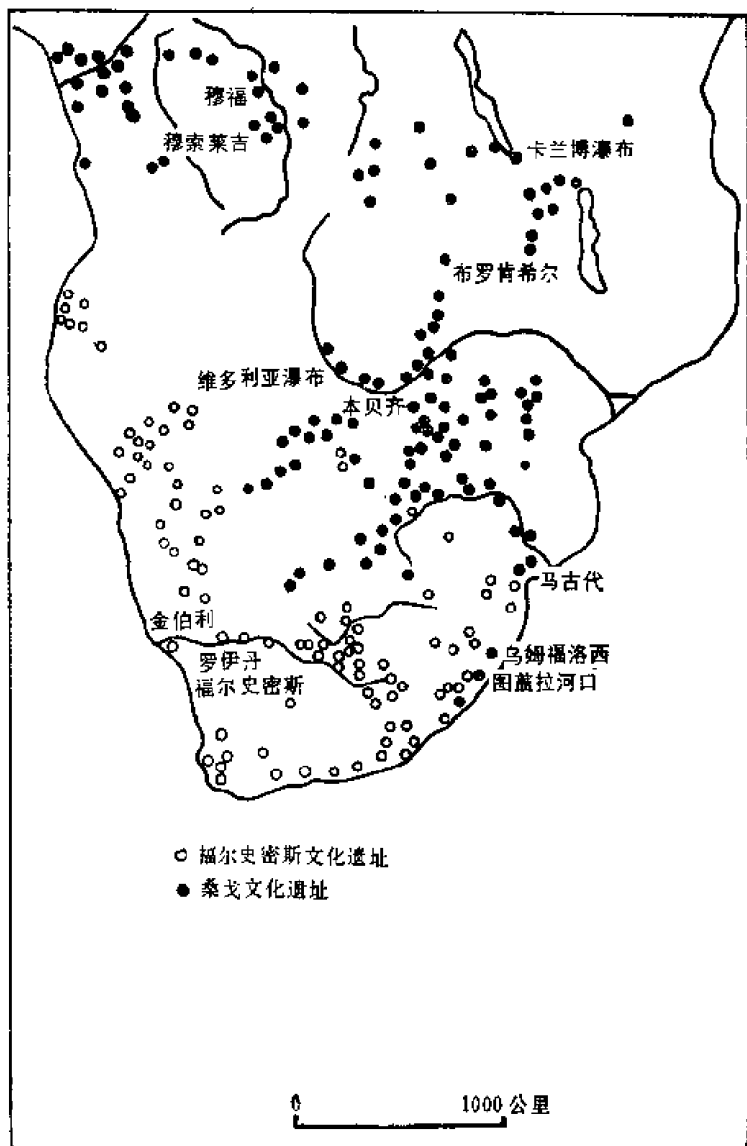 穆福
穆索莱吉
卡兰博瀑布
布罗肯希尔
维多利亚瀑布
本贝齐
马古代
金伯利
罗伊丹
福尔史密斯
乌姆福洛西
图蓝拉河口
福尔史密斯文化遗址
桑戈文化遗址
0 1000公里